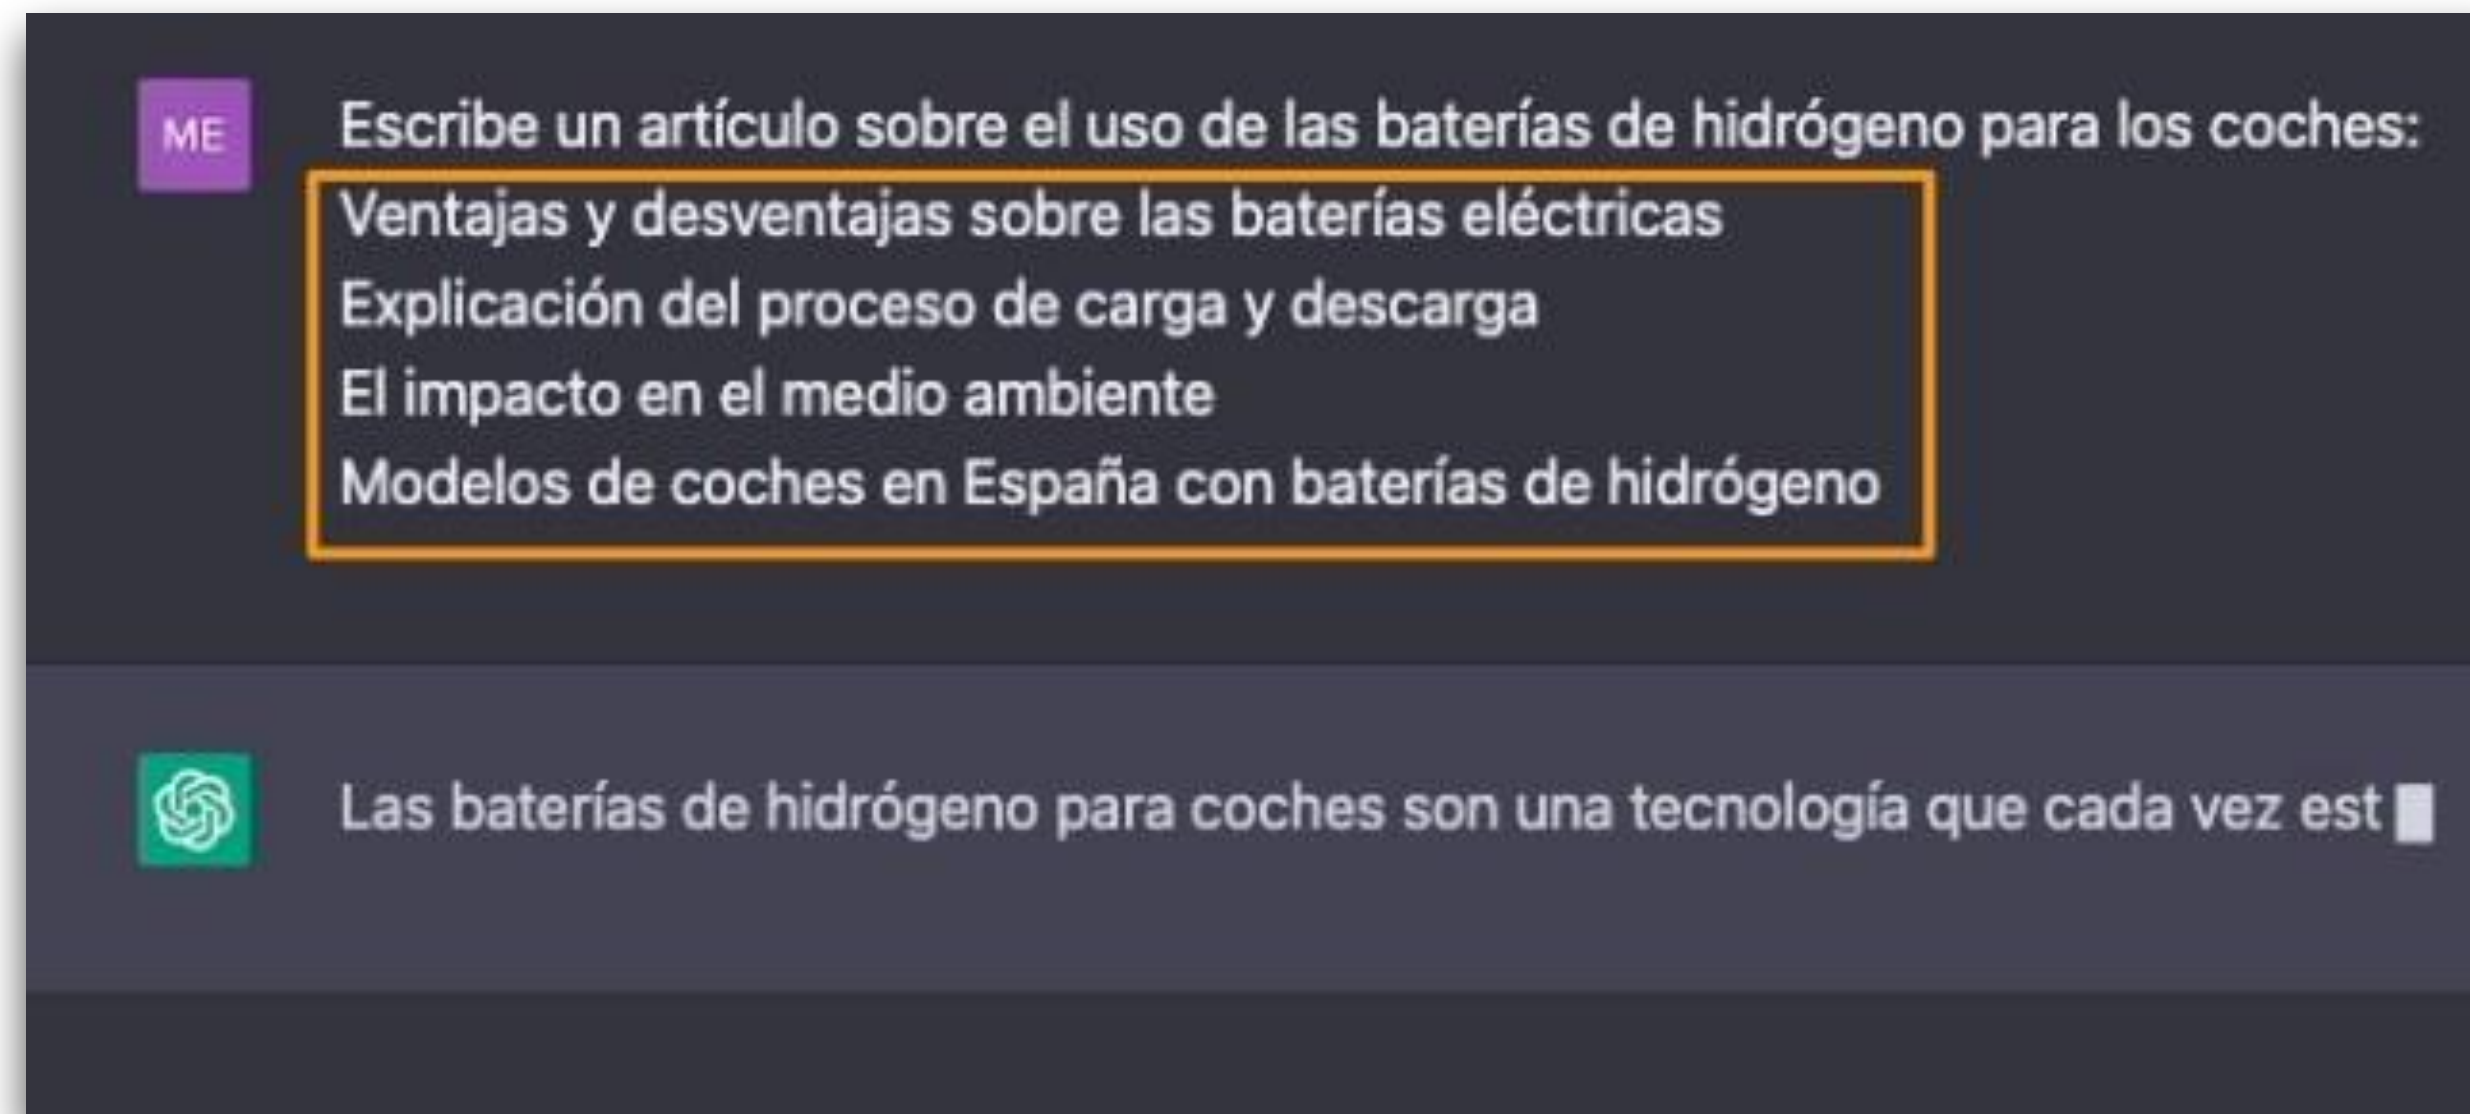 ME
Escribe un artículo sobre el uso de las baterías de hidrógeno para los coches:
Ventajas y desventajas sobre las baterías eléctricas
Explicación del proceso de carga y descarga
El impacto en el medio ambiente
Modelos de coches en España con baterías de hidrógeno
Las baterías de hidrógeno para coches son una tecnología que cada vez est